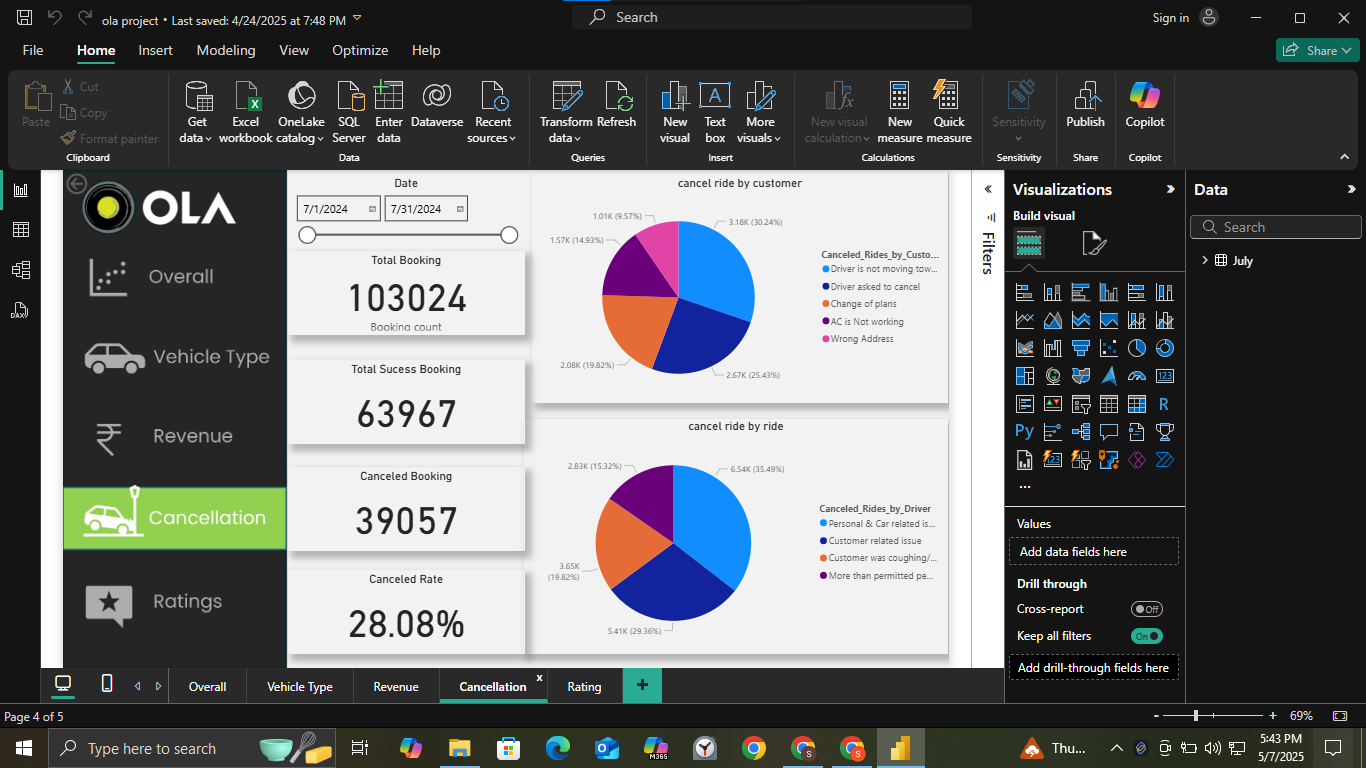 ola project • Last saved: 4/24/2025 at 7:48 PM
Search
Sign in
File Home Insert Modeling View Optimize Help
Share
Paste
Cut
Copy
Format painter
Clipboard
Get data
Excel workbook
OneLake catalog
SQL Server
Enter data
Dataverse
Recent sources
Data
Transform data
Refresh
Queries
New visual
Text box
More visuals
Insert
New visual calculation
New measure
Quick measure
Calculations
Sensitivity
Sensitivity
Publish
Share
Copilot
Copilot
OLA
Overall
Vehicle Type
Revenue
Cancellation
Ratings
Date
7/1/2024
7/31/2024
Total Booking
103024
Booking count
Total Sucess Booking
63967
Canceled Booking
39057
Canceled Rate
28.08%
cancel ride by customer
1.01K (9.57%)
3.18K (30.24%)
1.57K (14.93%)
2.08K (19.82%)
2.67K (25.43%)
Canceled_Rides_by_Custo...
Driver is not moving tow...
Driver asked to cancel
Change of plans
AC is Not working
Wrong Address
cancel ride by ride
2.83K (15.32%)
6.54K (35.49%)
3.65K
(19.82%)
5.41K (29.36%)
Canceled_Rides_by_Driver
Personal & Car related is...
Customer related issue
Customer was coughing/...
More than permitted pe...
Filters
Visualizations
Build visual
123
R
Py
123
...
Values
Add data fields here
Drill through
Cross-report
Off
Keep all filters
On
Add drill-through fields here
Data
Search
July
DAX
Overall
Vehicle Type
Revenue
Cancellation
x
Rating
+
Page 4 of 5
- + 69%
Type here to search
M365
S
S
Thu...
5:43 PM
5/7/2025